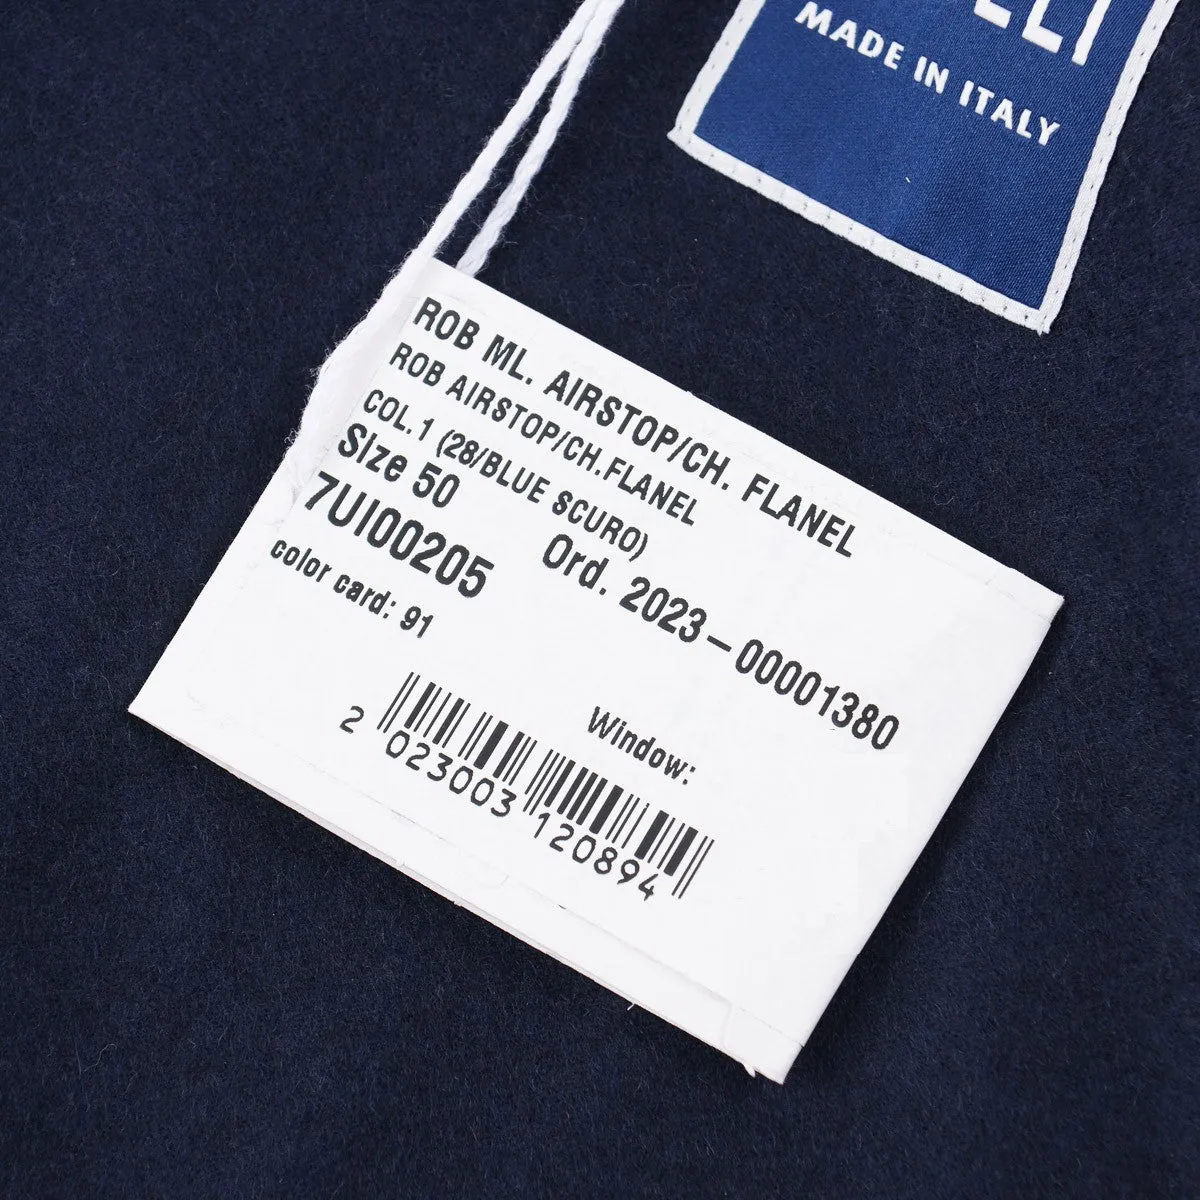 MADE IN ITALY
ROB ML. AIRSTOP/CH. FLANEL
ROB AIRSTOP/CH.FLANEL
COL.1 (28/BLUE SCURO)
Size 50
Ord. 2023-00001380
7UI00205
color card: 91
Window:
2 023003 120894